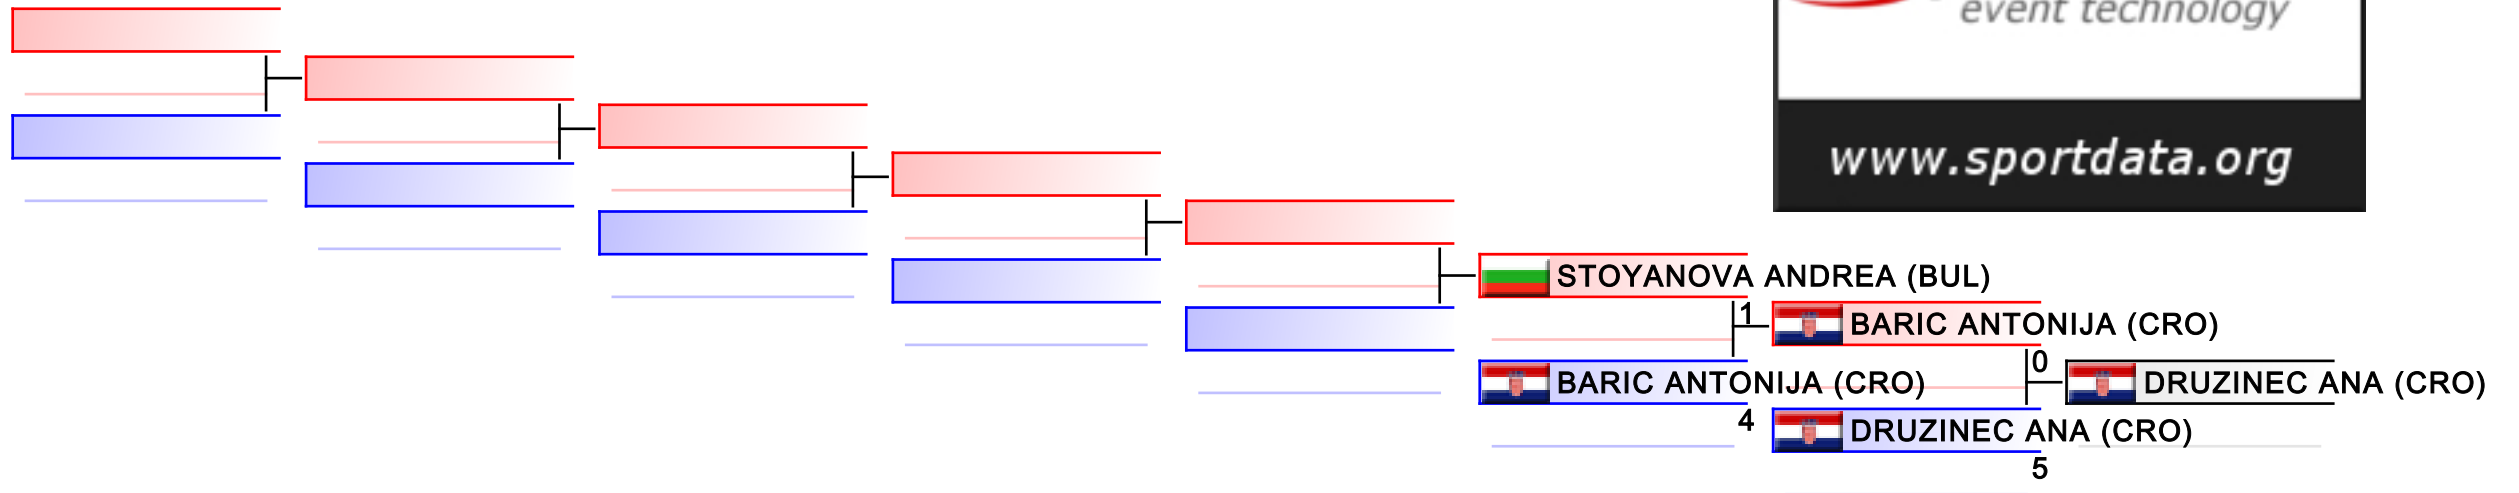 event technology
www.sportdata.org
STOYANOVA ANDREA (BUL)
1
BARIC ANTONIJA (CRO)
0
BARIC ANTONIJA (CRO)
DRUZINEC ANA (CRO)
4
DRUZINEC ANA (CRO)
5